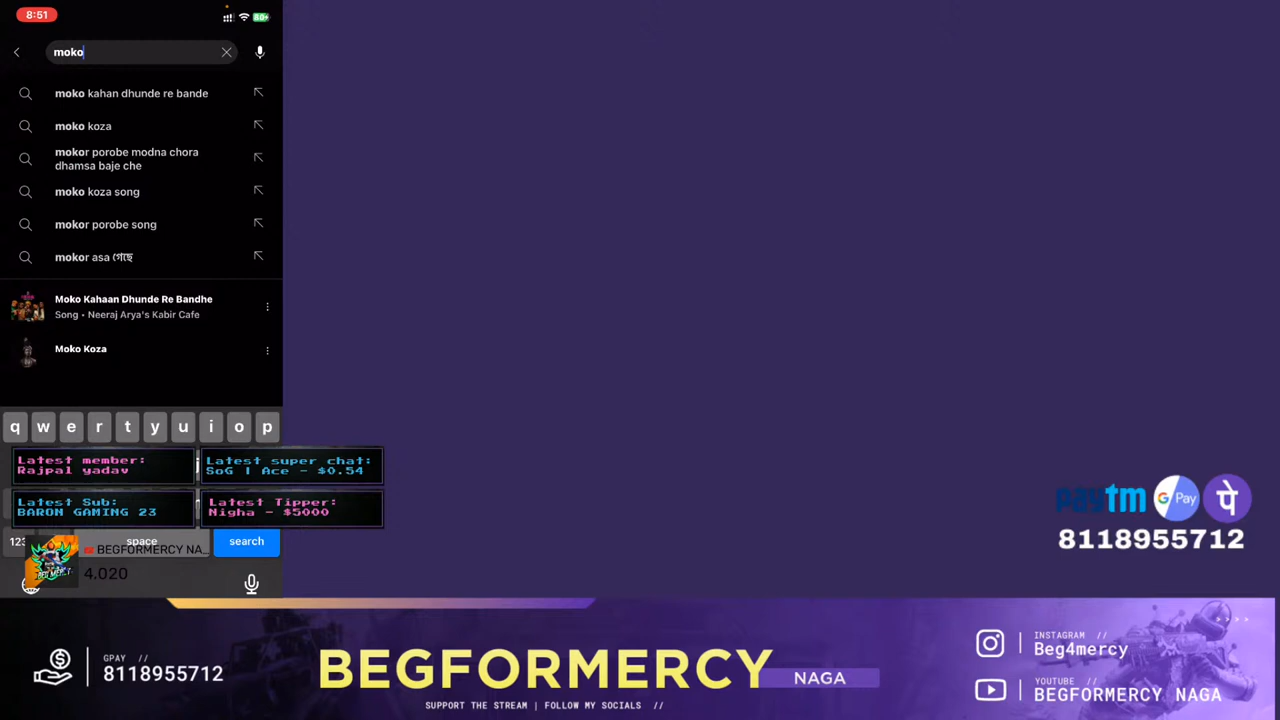 8:51
80+
moko
moko kahan dhunde re bande
moko koza
mokor porobe modna chora
dhamsa baje che
moko koza song
mokor porobe song
mokor asa গেছে
Moko Kahaan Dhunde Re Bandhe
Song • Neeraj Arya's Kabir Cafe
Moko Koza
q w e r t y u i o p
Latest member:
Rajpal yadav
Latest super chat:
SoG | Ace - $0.54
Latest Sub:
BARON GAMING 23
Latest Tipper:
Nigha - $5000
123
space
search
BEGFORMERCY NA...
4.020
paytm G Pay पे
8118955712
GPAY //
8118955712
BEGFORMERCY
NAGA
SUPPORT THE STREAM | FOLLOW MY SOCIALS //
> > > >
INSTAGRAM //
Beg4mercy
YOUTUBE //
BEGFORMERCY NAGA